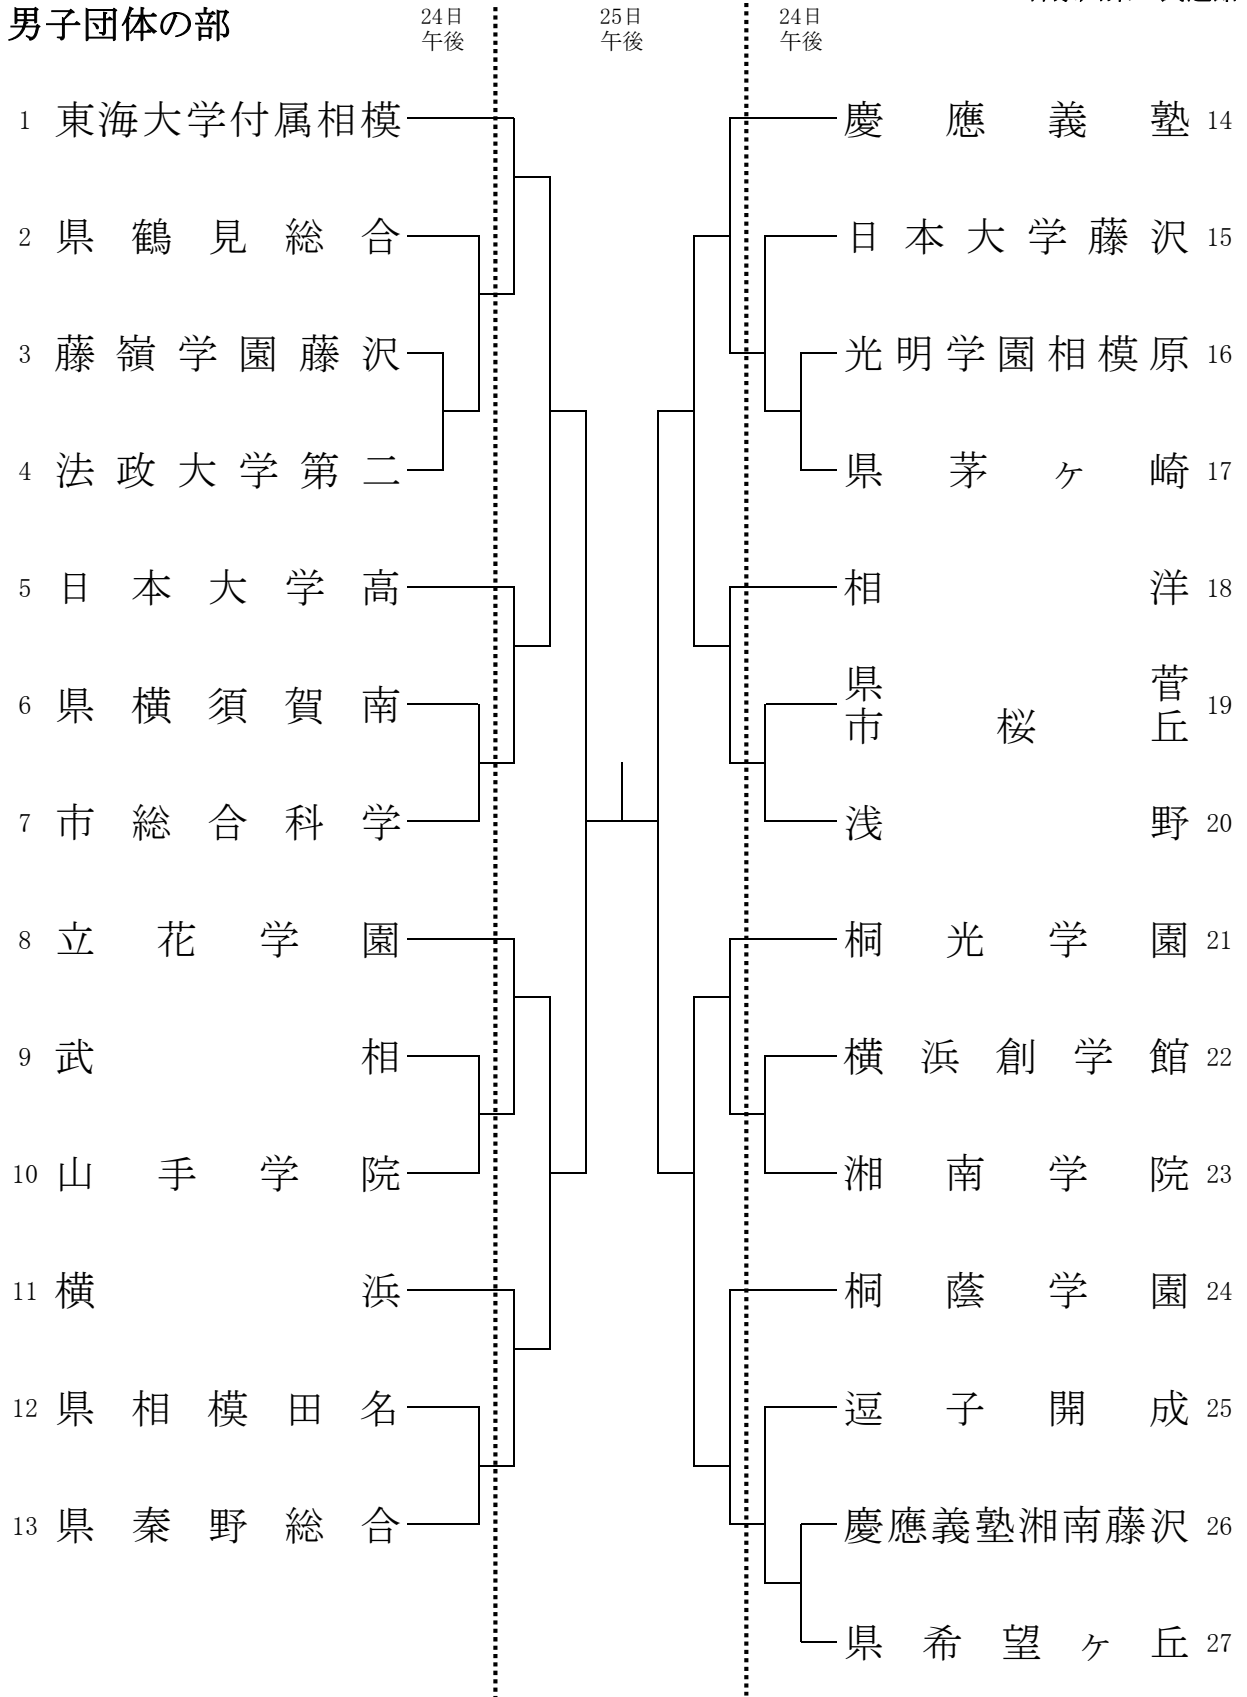 男子団体の部
24日
午後
25日
午後
24日
午後
1 東海大学付属相模
2 県鶴見総合
3 藤嶺学園藤沢
4 法政大学第二
5 日本大学高
6 県横須賀南
7 市総合科学
8 立花学園
9 武相
10 山手学院
11 横浜
12 県相模田名
13 県秦野総合
慶應義塾 14
日本大学藤沢 15
光明学園相模原 16
県茅ヶ崎 17
相洋 18
県菅
市桜丘 19
浅野 20
桐光学園 21
横浜創学館 22
湘南学院 23
桐蔭学園 24
逗子開成 25
慶應義塾湘南藤沢 26
県希望ヶ丘 27